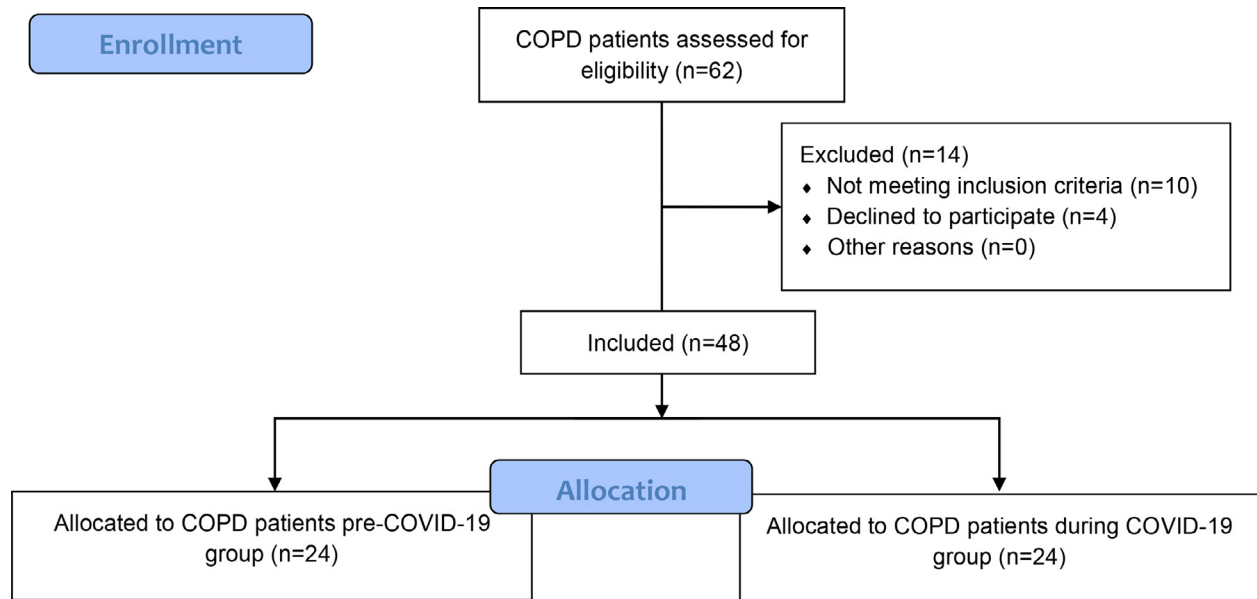 Enrollment
COPD patients assessed for
eligibility (n=62)
Excluded (n=14)
♦ Not meeting inclusion criteria (n=10)
♦ Declined to participate (n=4)
♦ Other reasons (n=0)
Included (n=48)
Allocation
Allocated to COPD patients pre-COVID-19
group (n=24)
Allocated to COPD patients during COVID-19
group (n=24)